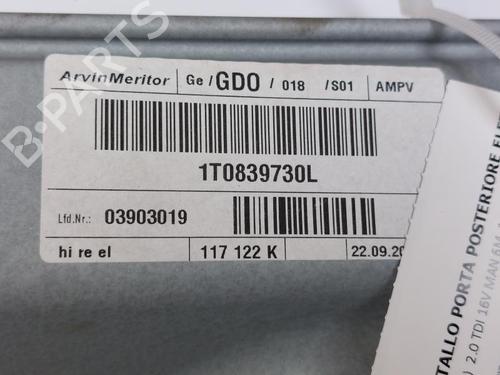 ArvinMeritor Ge/GDO / 018 /S01 AMPV
1T0839730L
Lfd.Nr.: 03903019
hi re el 117 122 K 22.09.20
TALLO PORTA POSTERIORE
2.0 TDI 16V MAN
B-PARTS